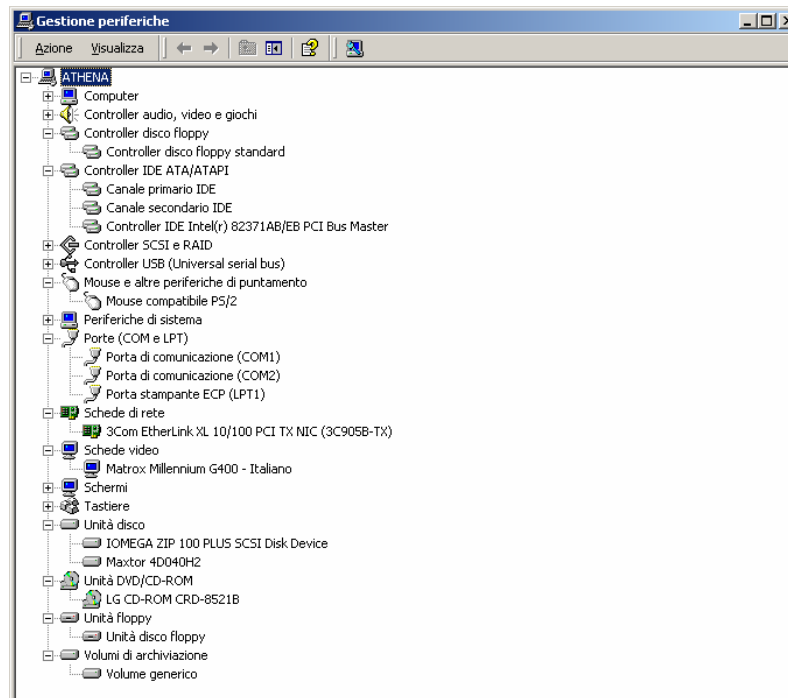 Gestione periferiche
Azione Visualizza
ATHENA
Computer
Controller audio, video e giochi
Controller disco floppy
Controller disco floppy standard
Controller IDE ATA/ATAPI
Canale primario IDE
Canale secondario IDE
Controller IDE Intel(r) 82371AB/EB PCI Bus Master
Controller SCSI e RAID
Controller USB (Universal serial bus)
Mouse e altre periferiche di puntamento
Mouse compatibile PS/2
Periferiche di sistema
Porte (COM e LPT)
Porta di comunicazione (COM1)
Porta di comunicazione (COM2)
Porta stampante ECP (LPT1)
Schede di rete
3Com EtherLink XL 10/100 PCI TX NIC (3C905B-TX)
Schede video
Matrox Millennium G400 - Italiano
Schermi
Tastiere
Unità disco
IOMEGA ZIP 100 PLUS SCSI Disk Device
Maxtor 4D040H2
Unità DVD/CD-ROM
LG CD-ROM CRD-8521B
Unità floppy
Unità disco floppy
Volumi di archiviazione
Volume generico